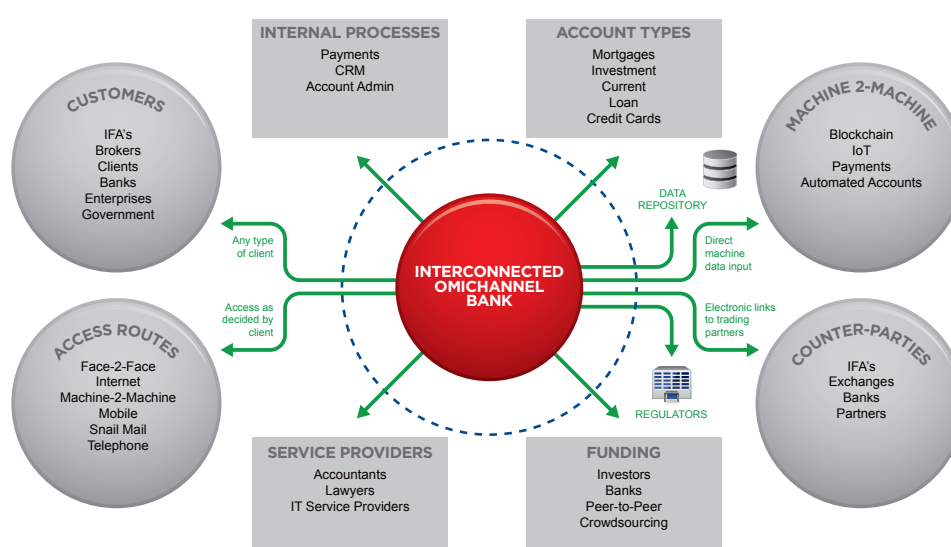 INTERNAL PROCESSES
Payments
CRM
Account Admin
ACCOUNT TYPES
Mortgages
Investment
Current
Loan
Credit Cards
CUSTOMERS
IFA's
Brokers
Clients
Banks
Enterprises
Government
MACHINE 2-MACHINE
Blockchain
IoT
Payments
Automated Accounts
DATA
REPOSITORY
Any type
of client
Direct
machine
data input
INTERCONNECTED
OMICHANNEL
BANK
Access as
decided by
client
Electronic links
to trading
partners
ACCESS ROUTES
Face-2-Face
Internet
Machine-2-Machine
Mobile
Snail Mail
Telephone
COUNTER-PARTIES
IFA's
Exchanges
Banks
Partners
REGULATORS
SERVICE PROVIDERS
Accountants
Lawyers
IT Service Providers
FUNDING
Investors
Banks
Peer-to-Peer
Crowdsourcing